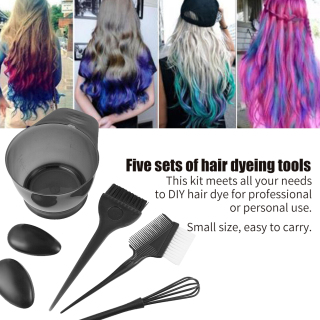 Five sets of hair dyeing tools
This kit meets all your needs
to DIY hair dye for professional
or personal use.
Small size, easy to carry.